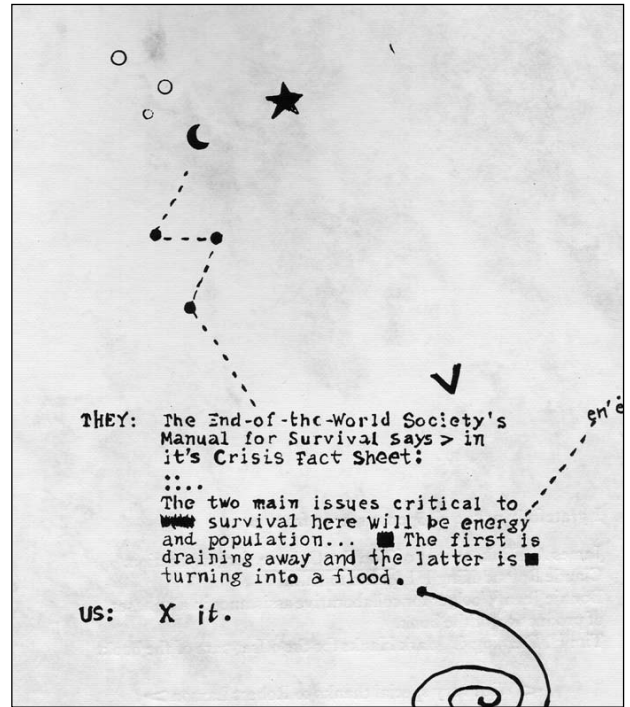 en'e
THEY: The End-of-the-World Society's
Manual for Survival says > in
it's Crisis Fact Sheet:
::..
The two main issues critical to
survival here will be energy
and population... ■ The first is
draining away and the latter is ■
turning into a flood.
US: X it.